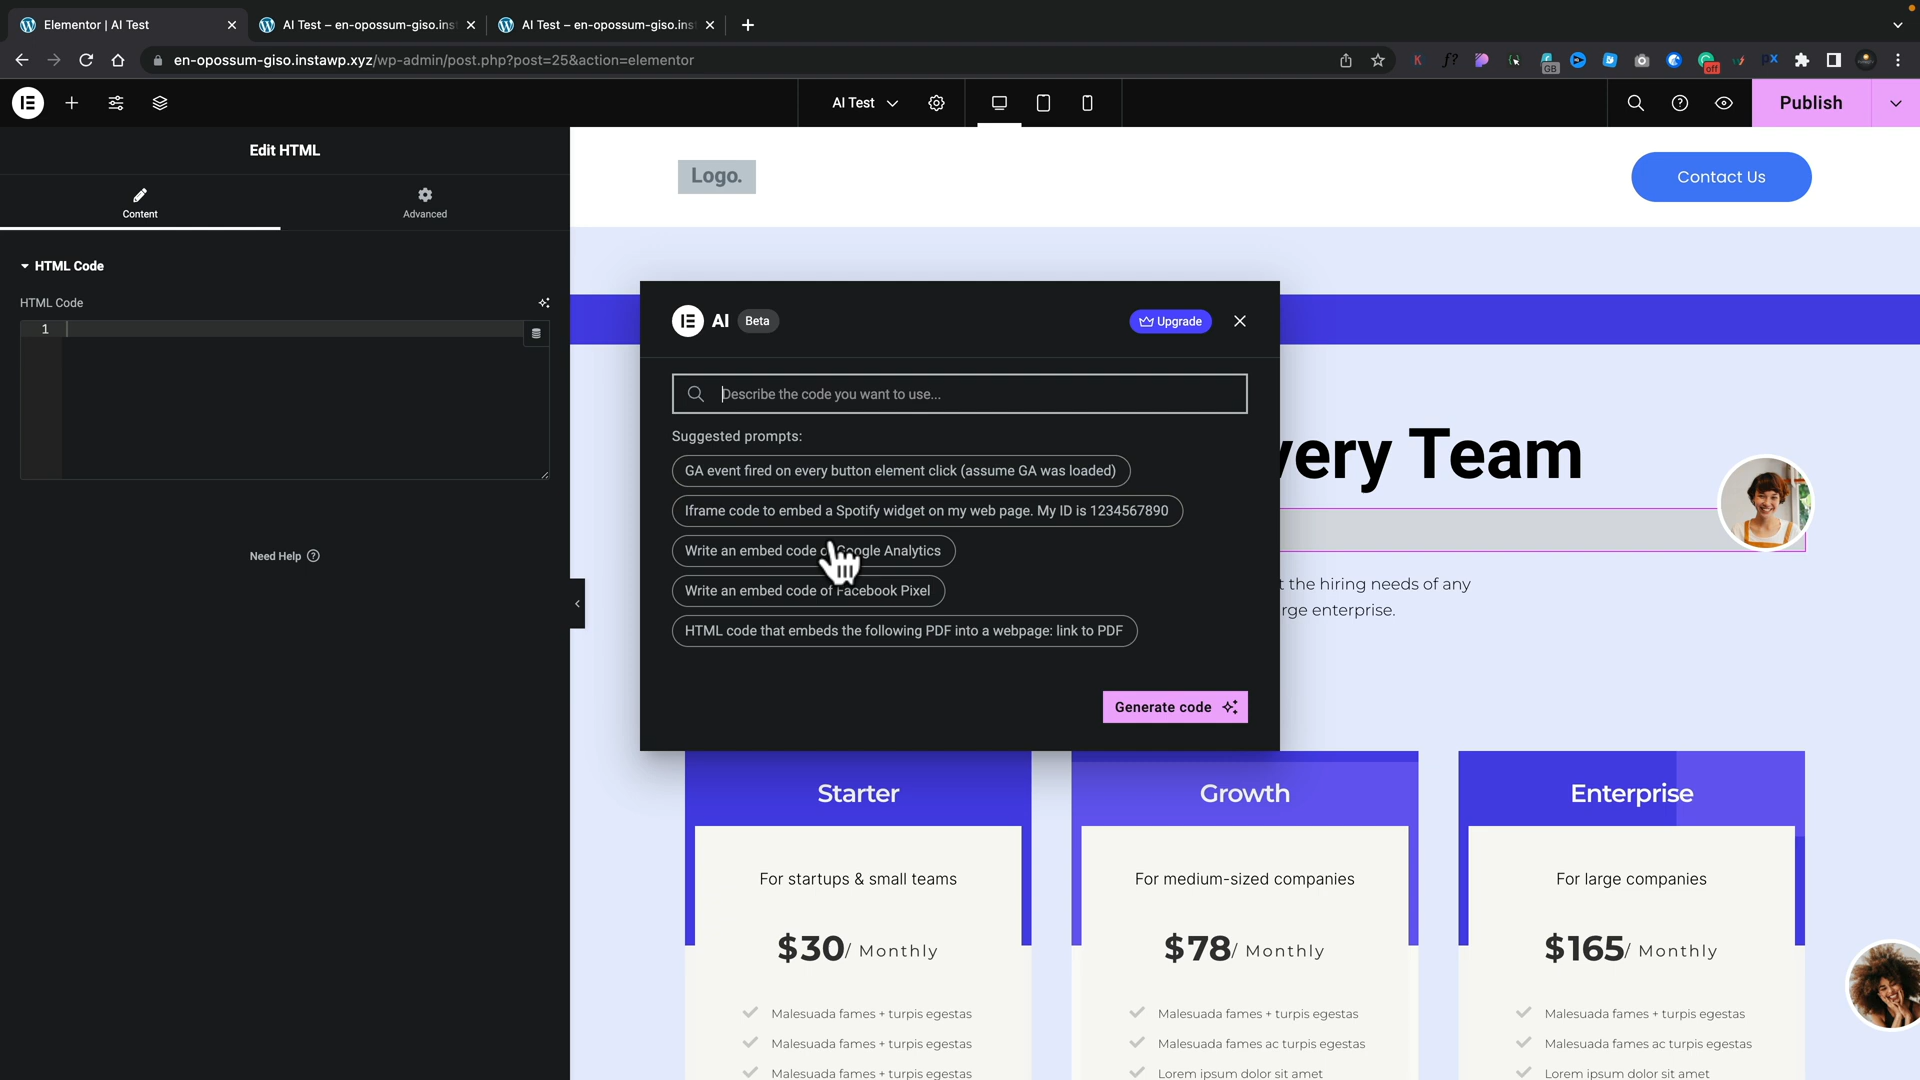 Elementor | AI Test
AI Test – en-opossum-giso.ins
AI Test – en-opossum-giso.ins
en-opossum-giso.instawp.xyz/wp-admin/post.php?post=25&action=elementor
GB
off
AI Test
Publish
Edit HTML
Content
Advanced
HTML Code
HTML Code
1
Need Help
Logo.
Contact Us
AI
Beta
Upgrade
Describe the code you want to use...
Suggested prompts:
GA event fired on every button element click (assume GA was loaded)
Iframe code to embed a Spotify widget on my web page. My ID is 1234567890
Write an embed code of Google Analytics
Write an embed code of Facebook Pixel
HTML code that embeds the following PDF into a webpage: link to PDF
Generate code
very Team
t the hiring needs of any
rge enterprise.
Starter
For startups & small teams
$30/ Monthly
Malesuada fames + turpis egestas
Malesuada fames + turpis egestas
Malesuada fames + turpis egestas
Growth
For medium-sized companies
$78/ Monthly
Malesuada fames + turpis egestas
Malesuada fames ac turpis egestas
Lorem ipsum dolor sit amet
Enterprise
For large companies
$165/ Monthly
Malesuada fames + turpis egestas
Malesuada fames ac turpis egestas
Lorem ipsum dolor sit amet